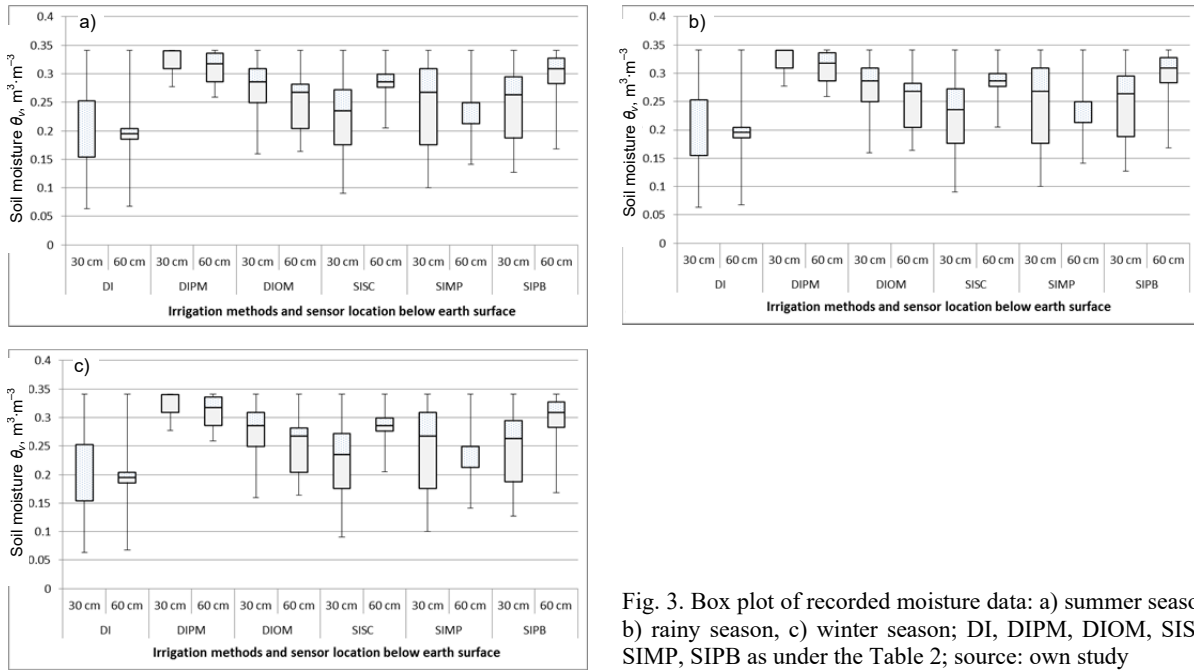 a)
Soil moisture θv, m³·m⁻³
0.4
0.35
0.3
0.25
0.2
0.15
0.1
0.05
0
30 cm 60 cm 30 cm 60 cm 30 cm 60 cm 30 cm 60 cm 30 cm 60 cm 30 cm 60 cm
DI DIPM DIOM SISC SIMP SIPB
Irrigation methods and sensor location below earth surface
b)
Soil moisture θv, m³·m⁻³
0.4
0.35
0.3
0.25
0.2
0.15
0.1
0.05
0
30 cm 60 cm 30 cm 60 cm 30 cm 60 cm 30 cm 60 cm 30 cm 60 cm 30 cm 60 cm
DI DIPM DIOM SISC SIMP SIPB
Irrigation methods and sensor location below earth surface
c)
Soil moisture θv, m³·m⁻³
0.4
0.35
0.3
0.25
0.2
0.15
0.1
0.05
0
30 cm 60 cm 30 cm 60 cm 30 cm 60 cm 30 cm 60 cm 30 cm 60 cm 30 cm 60 cm
DI DIPM DIOM SISC SIMP SIPB
Irrigation methods and sensor location below earth surface
Fig. 3. Box plot of recorded moisture data: a) summer seaso
b) rainy season, c) winter season; DI, DIPM, DIOM, SIS
SIMP, SIPB as under the Table 2; source: own study